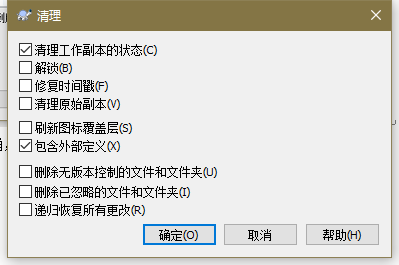 清理
清理工作副本的状态(C)
解锁(B)
修复时间戳(F)
清理原始副本(V)
刷新图标覆盖层(S)
包含外部定义(X)
删除无版本控制的文件和文件夹(U)
删除已忽略的文件和文件夹(I)
递归恢复所有更改(R)
确定(O) 取消 帮助(H)